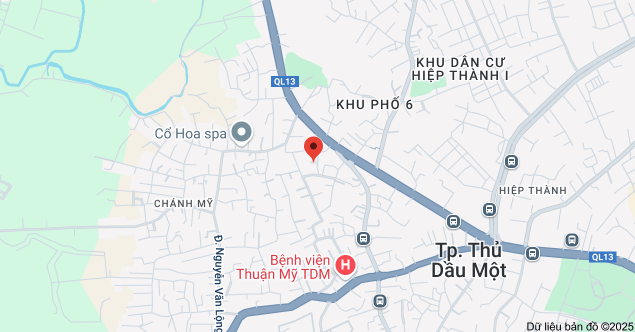 KHU DÂN CƯ
HIỆP THÀNH I
QL13
KHU PHỐ 6
Cổ Hoa spa
HIỆP THÀNH
CHÁNH MỸ
Đ. Nguyễn Văn Lộng
Bệnh viện
Thuận Mỹ TDM
H
Tp. Thủ
Dầu Một
QL13
Dữ liệu bản đồ ©2025